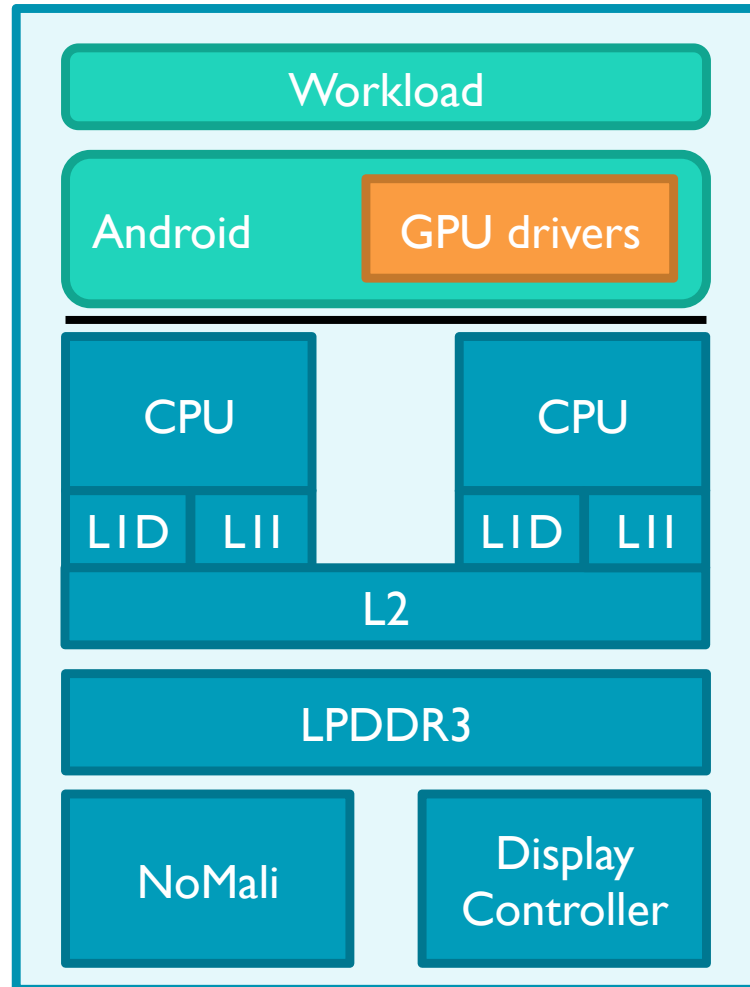 Workload
Android
GPU drivers
CPU
CPU
L1D
L1I
L1D
L1I
L2
LPDDR3
NoMali
Display
Controller